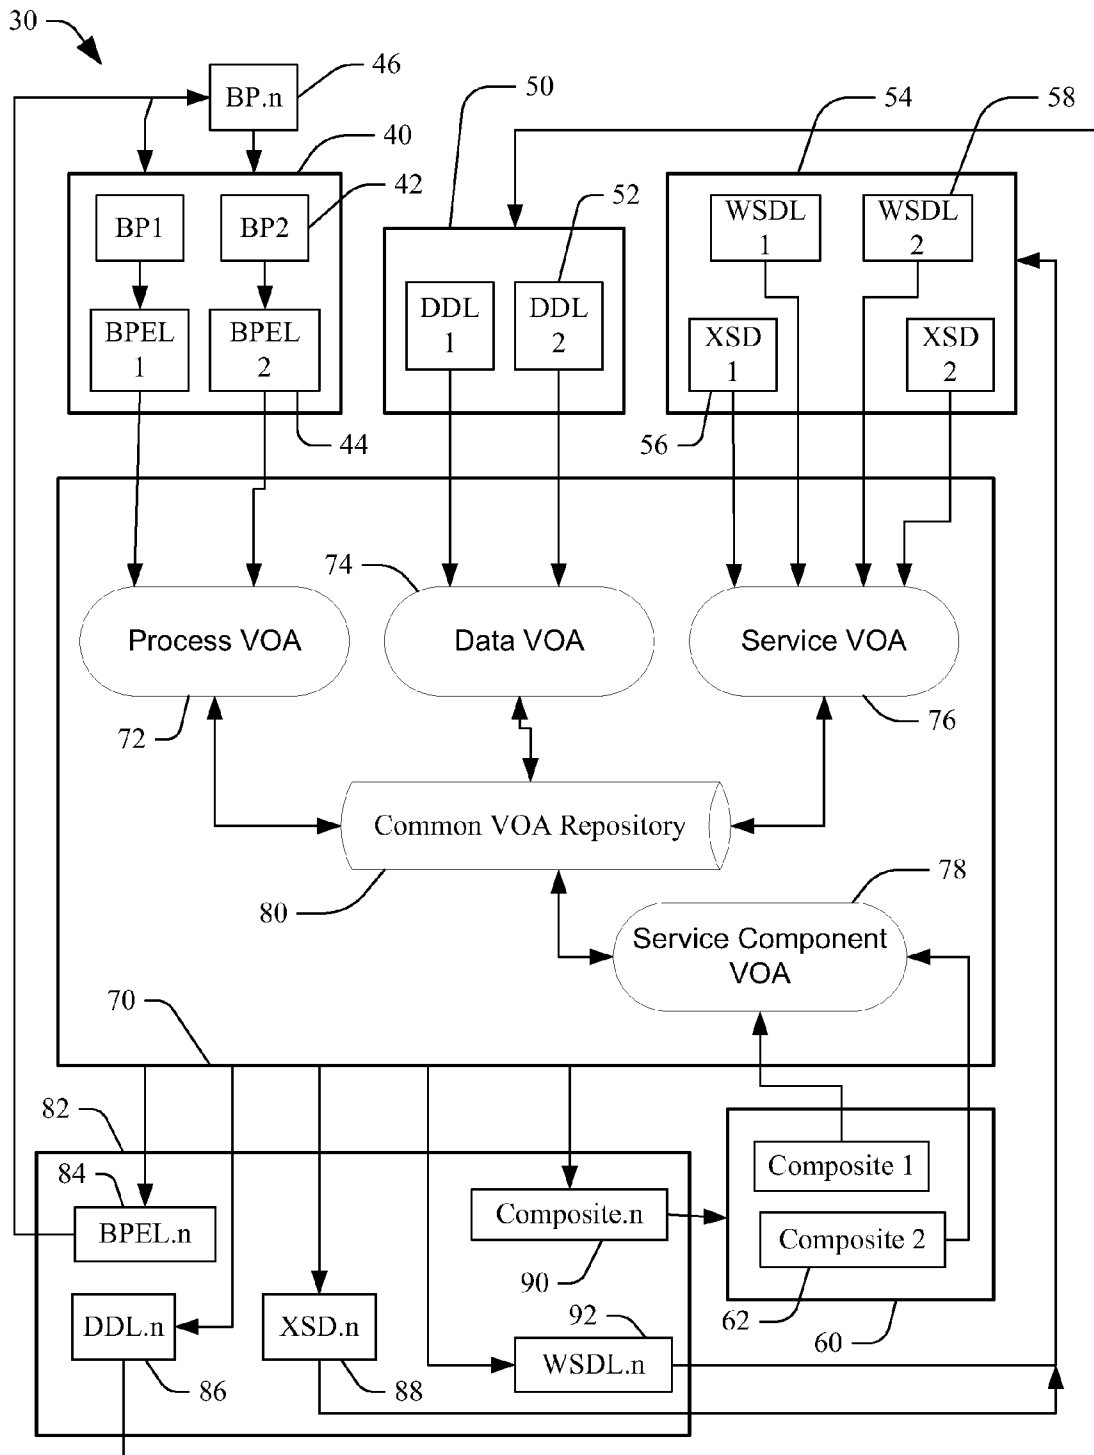 30
BP.n
46
50
54
58
40
42
52
BP1
BP2
WSDL
1
WSDL
2
DDL
1
DDL
2
BPEL
1
BPEL
2
XSD
1
XSD
2
44
56
74
Process VOA
Data VOA
Service VOA
72
76
Common VOA Repository
80
78
Service Component
VOA
70
82
84
BPEL.n
Composite.n
90
Composite 1
Composite 2
62
60
DDL.n
XSD.n
92
WSDL.n
86
88